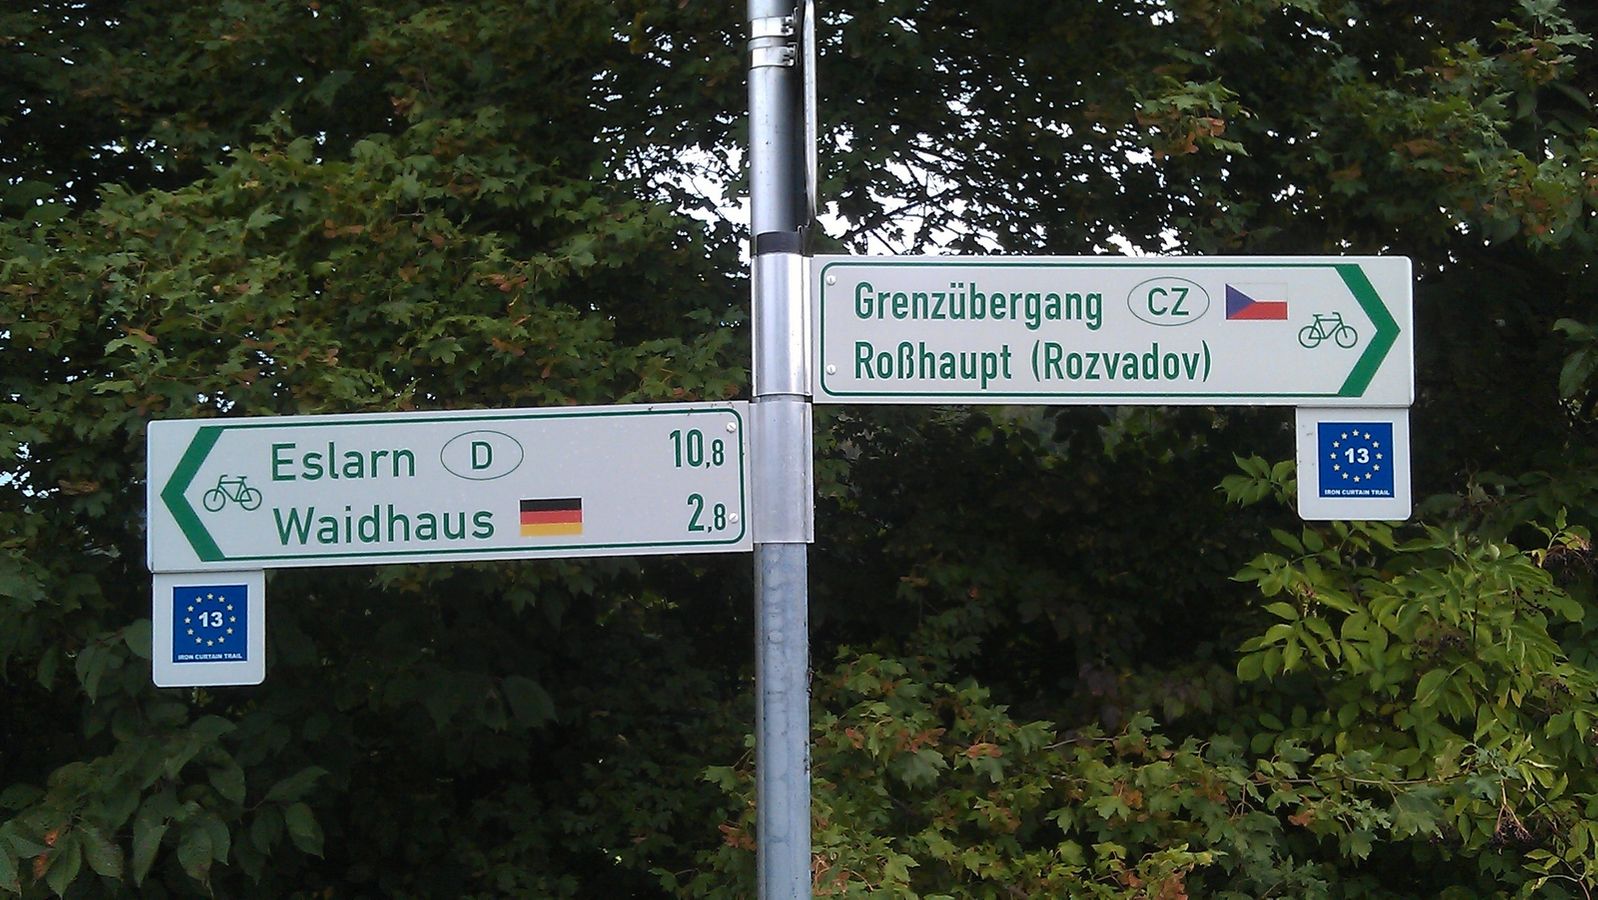 Grenzübergang CZ
Roßhaupt (Rozvadov)
13
IRON CURTAIN TRAIL
Eslarn D 10,8
Waidhaus 2,8
13
IRON CURTAIN TRAIL